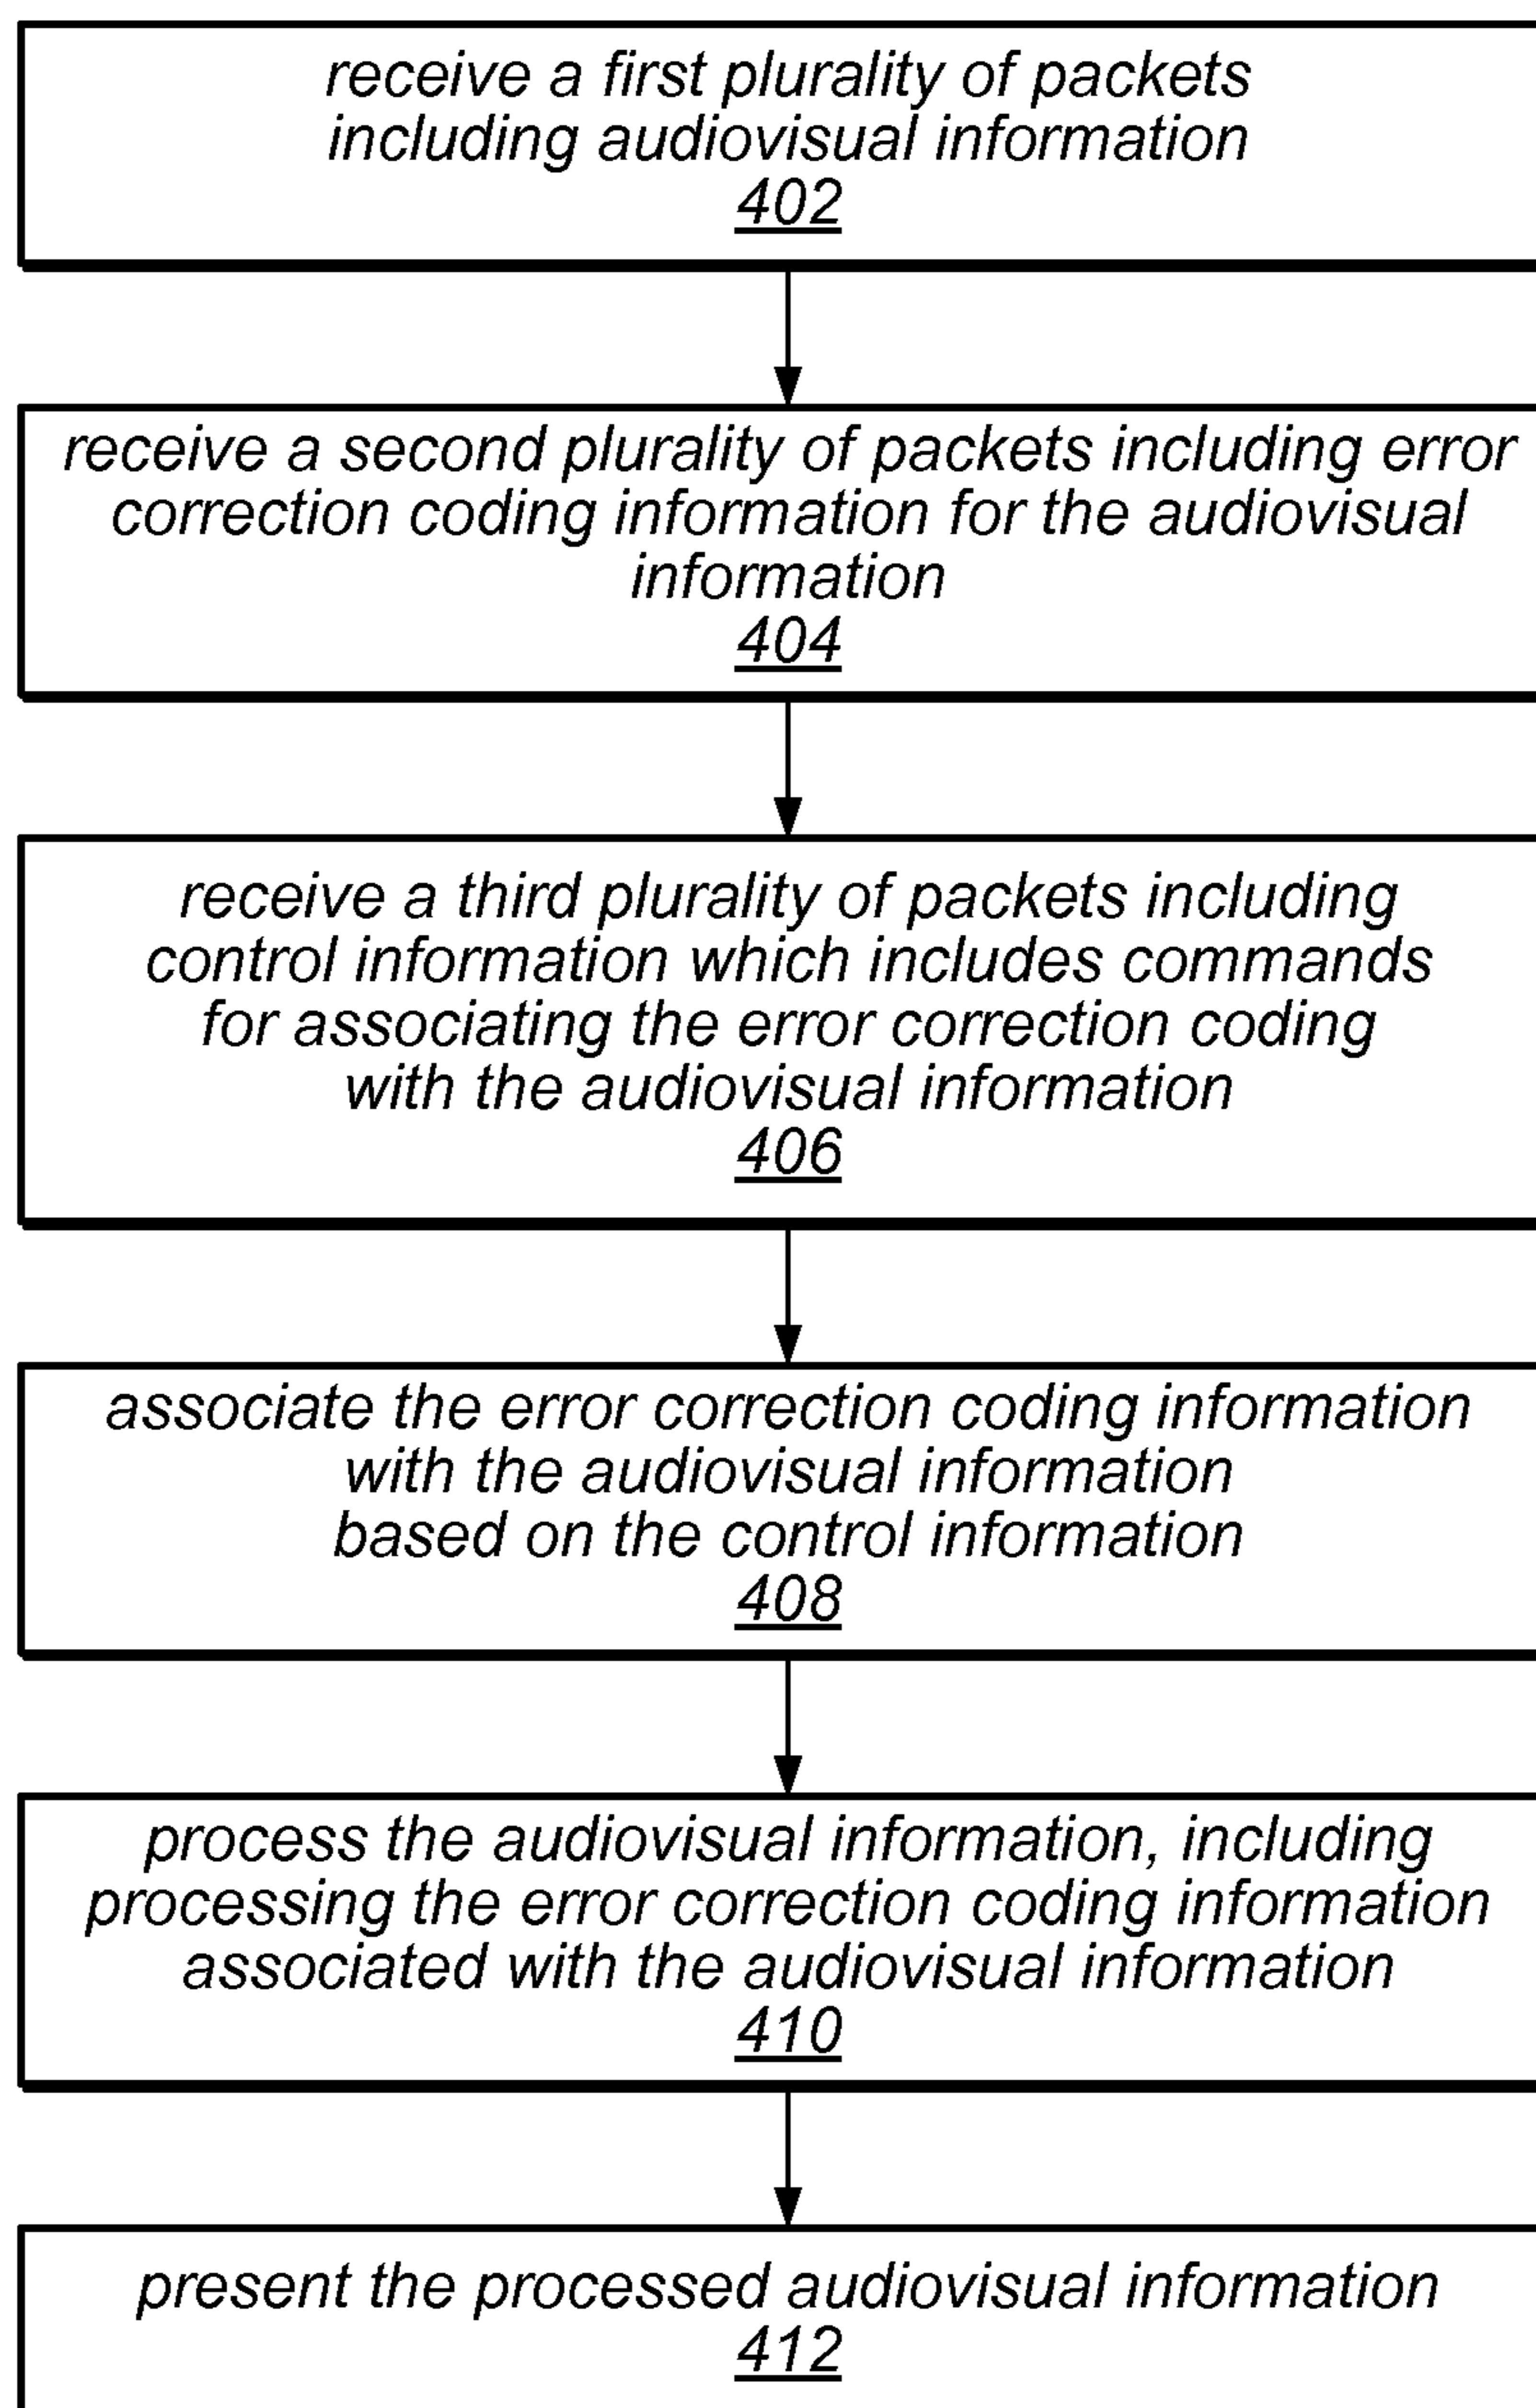 receive a first plurality of packets
including audiovisual information
402
receive a second plurality of packets including error
correction coding information for the audiovisual
information
404
receive a third plurality of packets including
control information which includes commands
for associating the error correction coding
with the audiovisual information
406
associate the error correction coding information
with the audiovisual information
based on the control information
408
process the audiovisual information, including
processing the error correction coding information
associated with the audiovisual information
410
present the processed audiovisual information
412